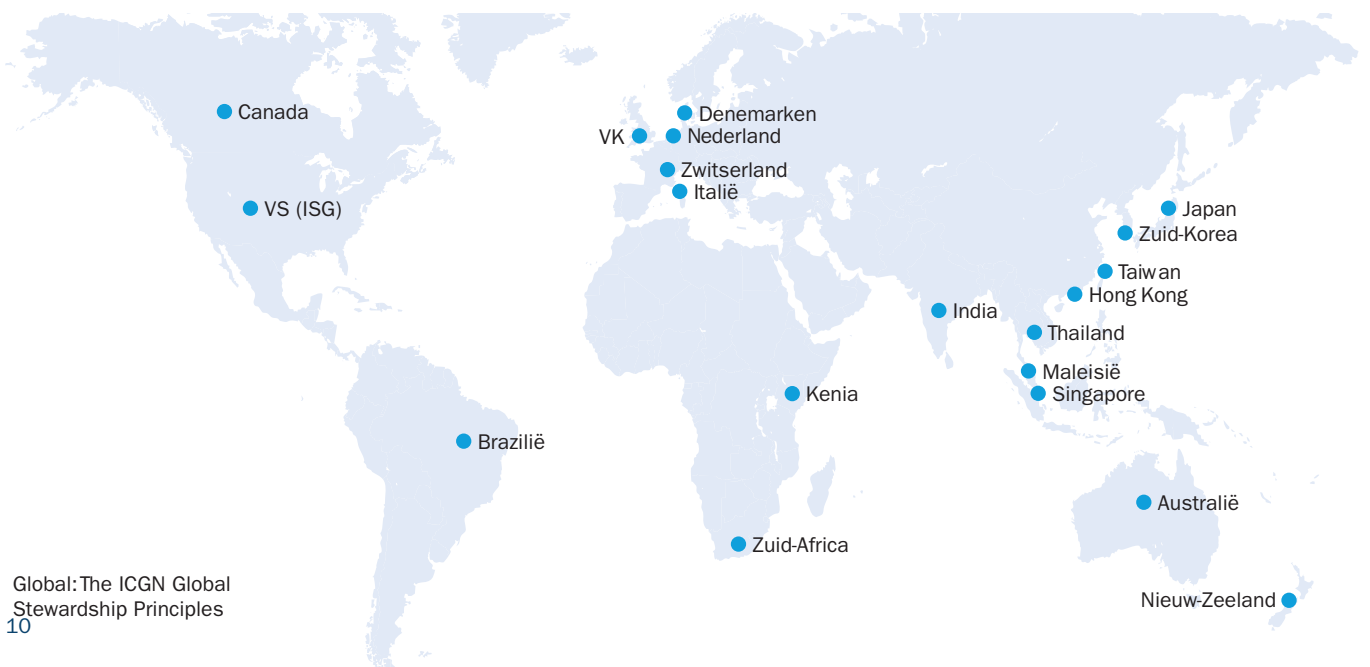 Canada
Denemarken
VK
Nederland
Zwitserland
Italië
VS (ISG)
Japan
Zuid-Korea
Taiwan
Hong Kong
India
Thailand
Maleisië
Kenia
Singapore
Brazilië
Australië
Zuid-Africa
Global: The ICGN Global
Stewardship Principles
Nieuw-Zeeland
10